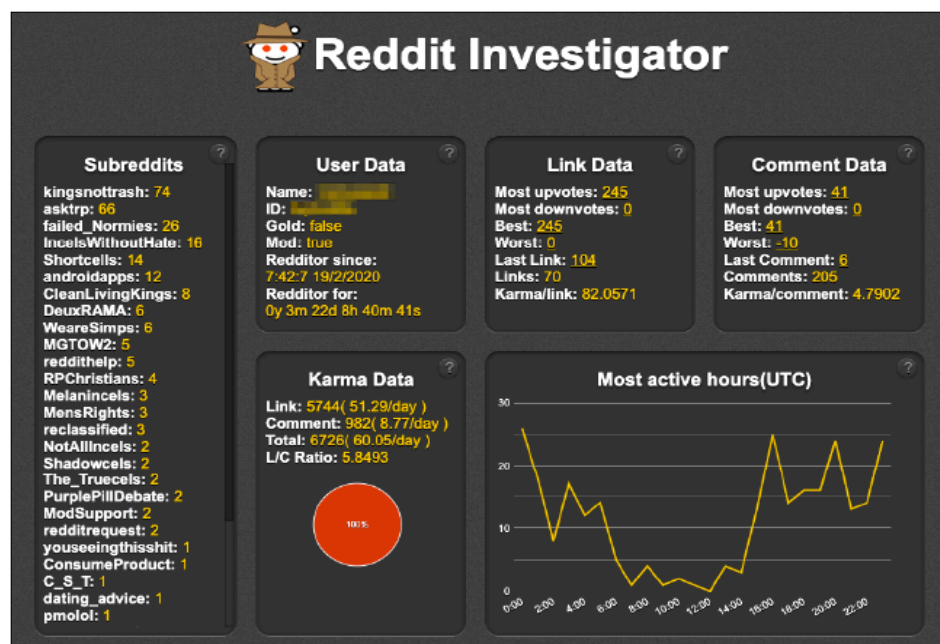 Reddit Investigator
Subreddits
?
kingsnottrash: 74
asktrp: 66
failed_Normies: 26
IncelsWithoutHate: 16
Shortcells: 14
androidapps: 12
CleanLivingKings: 8
DeuxRAMA: 6
WeareSimps: 6
MGTOW2: 5
reddithelp: 5
RPChristians: 4
Melanincels: 3
MensRights: 3
reclassified: 3
NotAllIncels: 2
Shadowcels: 2
The_Truecels: 2
PurplePillDebate: 2
ModSupport: 2
redditrequest: 2
youseeingthisshit: 1
ConsumeProduct: 1
C_S_T: 1
dating_advice: 1
pmolol: 1
User Data
?
Name:
ID:
Gold: false
Mod: true
Redditor since:
7:42:7 19/2/2020
Redditor for:
0y 3m 22d 8h 40m 41s
Link Data
?
Most upvotes: 245
Most downvotes: 0
Best: 245
Worst: 0
Last Link: 104
Links: 70
Karma/link: 82.0571
Comment Data
?
Most upvotes: 41
Most downvotes: 0
Best: 41
Worst: -10
Last Comment: 6
Comments: 205
Karma/comment: 4.7902
Karma Data
?
Link: 5744( 51.29/day )
Comment: 982( 8.77/day )
Total: 6726( 60.05/day )
L/C Ratio: 5.8493
100%
Most active hours(UTC)
?
30
20
10
0
0:00 2:00 4:00 6:00 8:00 10:00 12:00 14:00 16:00 18:00 20:00 22:00